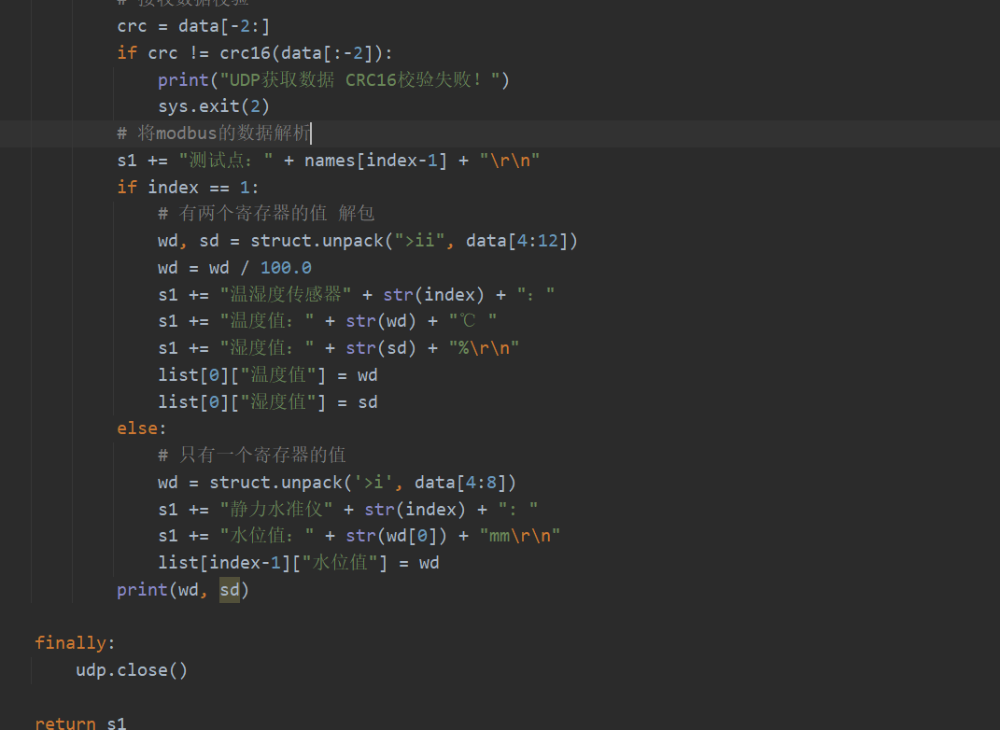 # 接收数据校验
crc = data[-2:]
if crc != crc16(data[:-2]):
print("UDP获取数据 CRC16校验失败！")
sys.exit(2)
# 将modbus的数据解析
s1 += "测试点：" + names[index-1] + "\r\n"
if index == 1:
# 有两个寄存器的值 解包
wd, sd = struct.unpack(">ii", data[4:12])
wd = wd / 100.0
s1 += "温湿度传感器" + str(index) + "："
s1 += "温度值：" + str(wd) + "℃ "
s1 += "湿度值：" + str(sd) + "%\r\n"
list[0]["温度值"] = wd
list[0]["湿度值"] = sd
else:
# 只有一个寄存器的值
wd = struct.unpack('>i', data[4:8])
s1 += "静力水准仪" + str(index) + "："
s1 += "水位值：" + str(wd[0]) + "mm\r\n"
list[index-1]["水位值"] = wd
print(wd, sd)
finally:
udp.close()
return s1